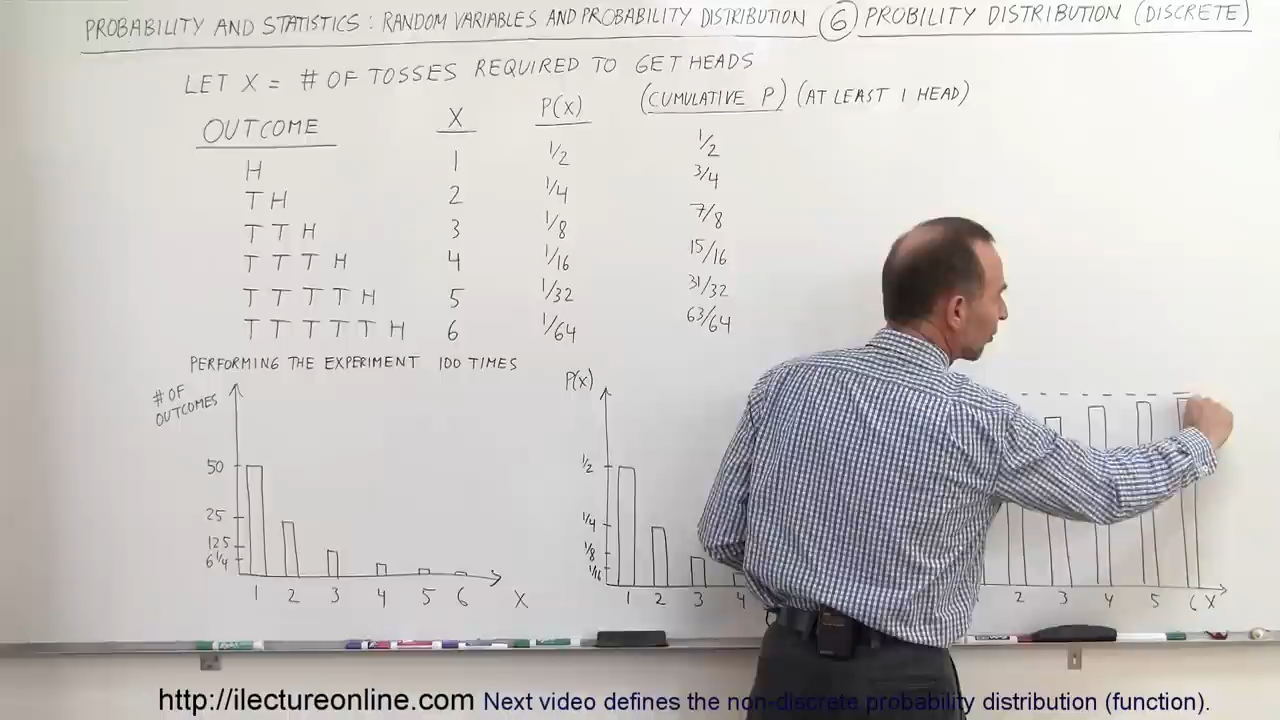 PROBABILITY AND STATISTICS: RANDOM VARIABLES AND PROBABILITY DISTRIBUTION ⑥ PROBILITY DISTRIBUTION (DISCRETE)
LET X = # OF TOSSES REQUIRED TO GET HEADS
OUTCOME X P(X) (CUMULATIVE P) (AT LEAST 1 HEAD)
H 1 1/2 1/2
T H 2 1/4 3/4
T T H 3 1/8 7/8
T T T H 4 1/16 15/16
T T T T H 5 1/32 31/32
T T T T T H 6 1/64 63/64
PERFORMING THE EXPERIMENT 100 TIMES
# OF
OUTCOMES
50
25
125
6 1/4
1 2 3 4 5 6 X
P(X)
1/2
1/4
1/8
1/16
1 2 3 4
2 3 4 5 6 X
http://ilectureonline.com Next video defines the non-discrete probability distribution (function).